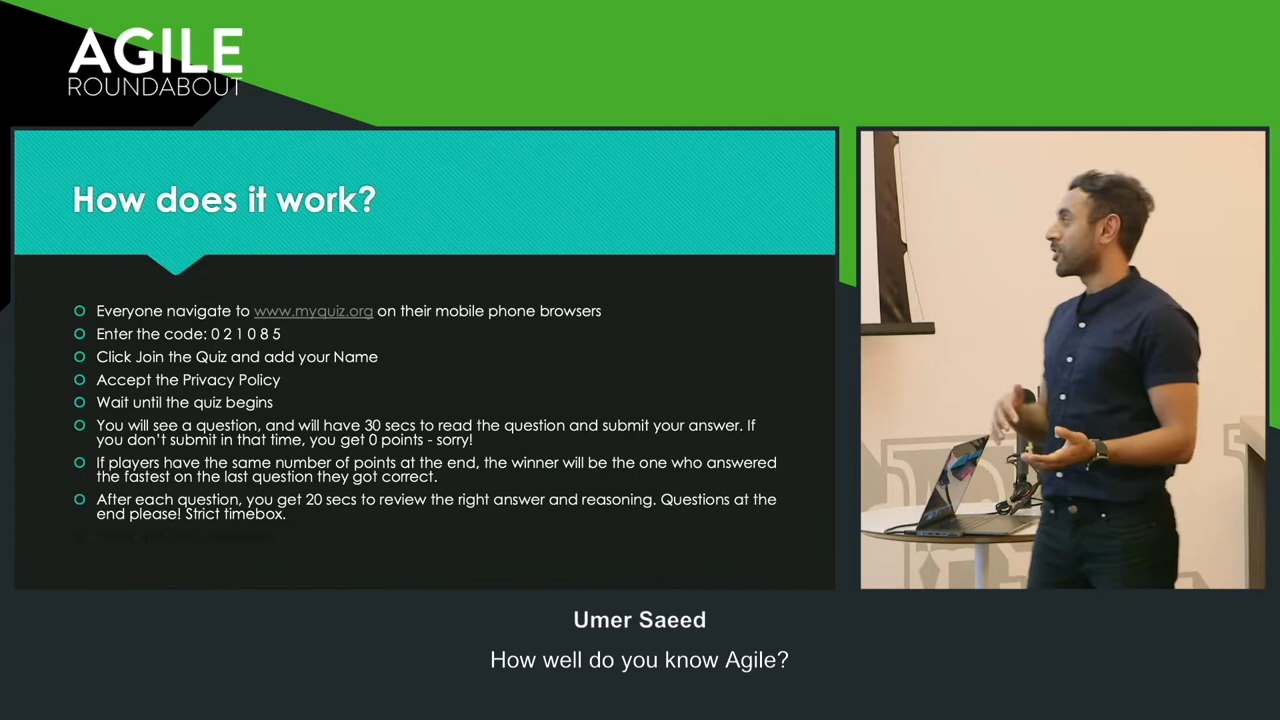 AGILE
ROUNDABOUT
How does it work?
Everyone navigate to www.myquiz.org on their mobile phone browsers
Enter the code: 0 2 1 0 8 5
Click Join the Quiz and add your Name
Accept the Privacy Policy
Wait until the quiz begins
You will see a question, and will have 30 secs to read the question and submit your answer. If
you don't submit in that time, you get 0 points - sorry!
If players have the same number of points at the end, the winner will be the one who answered
the fastest on the last question they got correct.
After each question, you get 20 secs to review the right answer and reasoning. Questions at the
end please! Strict timebox.
Umer Saeed
How well do you know Agile?